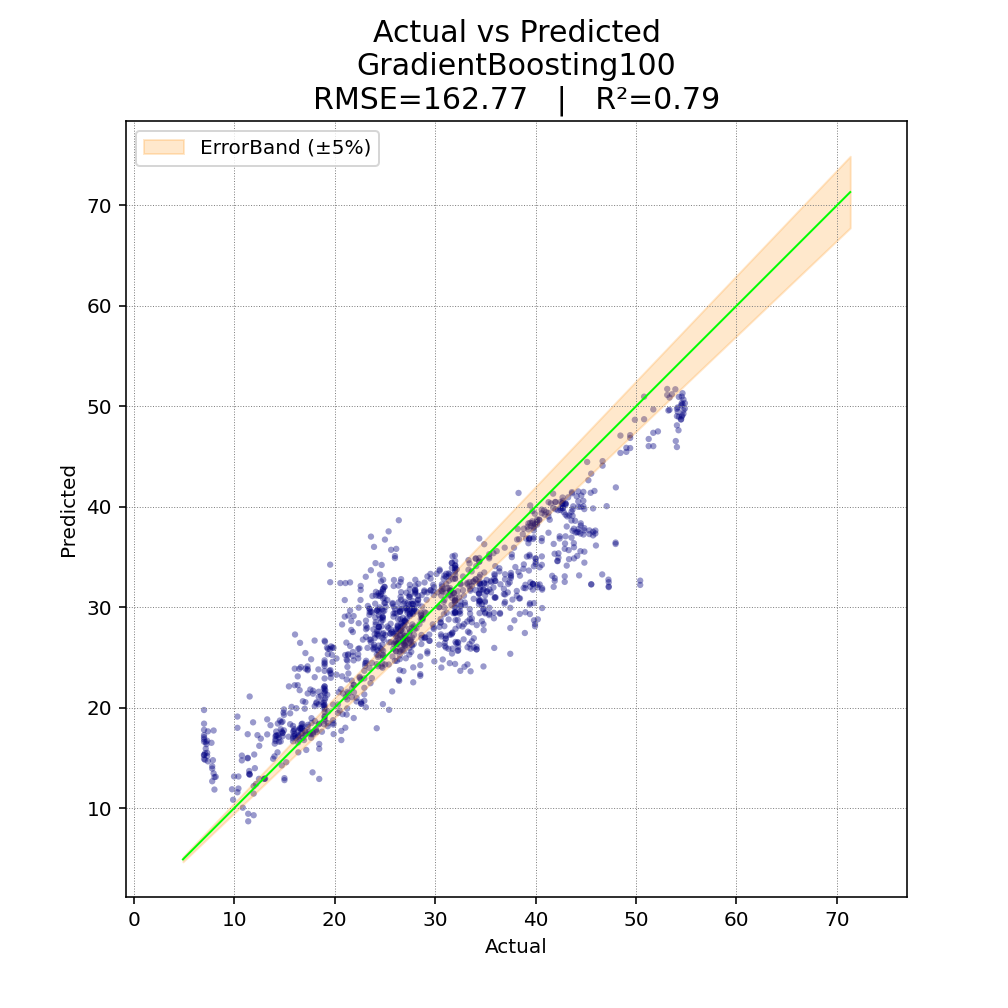 Actual vs Predicted
GradientBoosting100
RMSE=162.77 | R²=0.79
ErrorBand (±5%)
70
60
50
40
30
20
10
Predicted
0 10 20 30 40 50 60 70
Actual